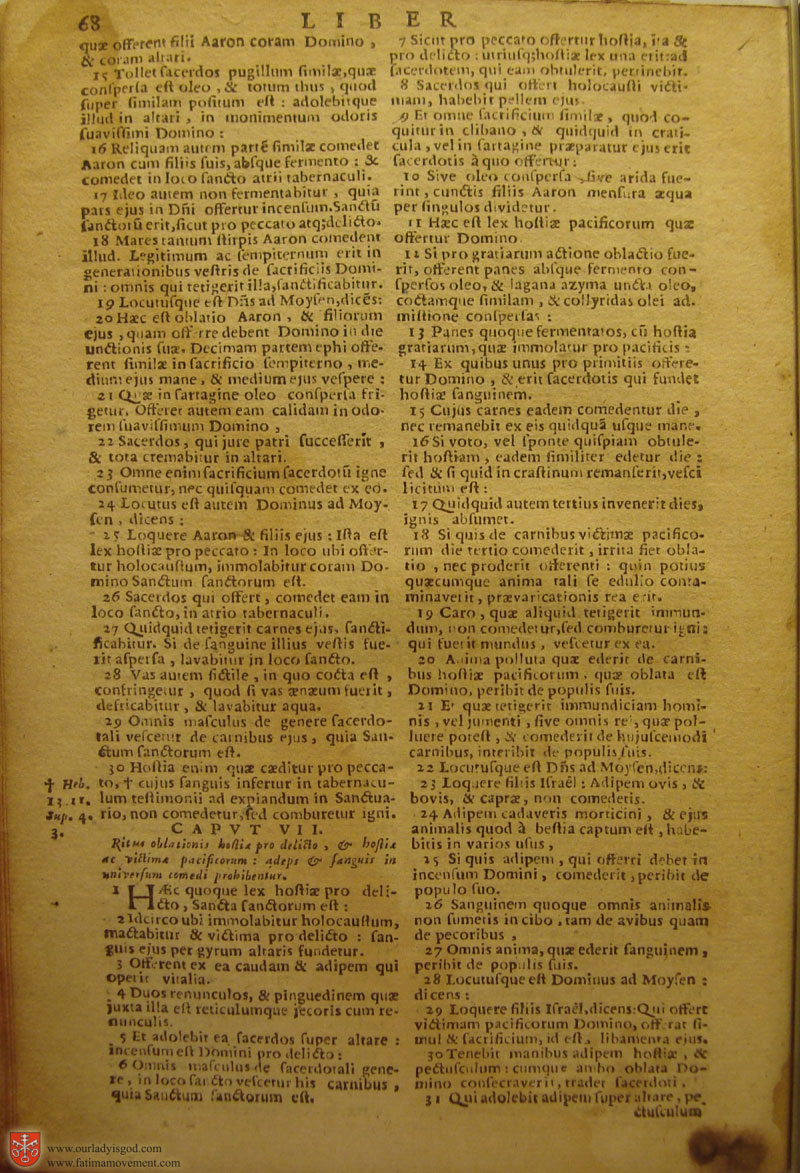 68
LIBER
quæ offerent filii Aaron coram Domino,
& coram altari.
15 Tollet ſacerdos pugillum ſimilæ,quæ
conſperſa eſt oleo, & totum thus, quod
ſuper ſimilam poſitum eſt: adolebitque
illud in altari, in monimentum odoris
ſuaviſſimi Domino:
16 Reliquam autem partē ſimilæ comedet
Aaron cum filiis ſuis,abſque fermento: &
comedet in loco ſancto atrii tabernaculi.
17 Ideo autem non fermentabitur, quia
pars ejus in Dñi offertur incenſum.Sanctū
ſanctorū erit,ſicut pro peccato atq;delicto.
18 Mares tantum ſtirpis Aaron comedent
illud. Legitimum ac ſempiternum erit in
generationibus veſtris de ſacrificiis Domi-
ni: omnis qui tetigerit illa,ſanctificabitur.
19 Locutuſque eſt Dñs ad Moyſen,dicēs:
20 Hæc eſt oblatio Aaron, & filiorum
ejus,quam offerre debent Domino in die
unctionis ſuæ. Decimam partem ephi offe-
rent ſimilæ in ſacrificio ſempiterno, me-
dium ejus mane, & medium ejus veſpere:
21 Quæ in ſartagine oleo conſperſa fri-
getur. Offeret autem eam calidam in odo-
rem ſuaviſſimum Domino,
22 Sacerdos, qui jure patri ſucceſſerit,
& tota cremabitur in altari.
23 Omne enim ſacrificium ſacerdotū igne
conſumetur, nec quiſquam comedet ex eo.
24 Locutus eſt autem Dominus ad Moy-
ſen, dicens:
25 Loquere Aaron & filiis ejus: Iſta eſt
lex hoſtiæ pro peccato: In loco ubi offer-
tur holocauſtum, immolabitur coram Do-
mino Sanctum ſanctorum eſt.
26 Sacerdos qui offert, comedet eam in
loco ſancto, in atrio tabernaculi.
27 Quidquid tetigerit carnes ejus, ſancti-
ficabitur. Si de ſanguine illius veſtis fue-
rit aſperſa, lavabitur in loco ſancto.
28 Vas autem fictile, in quo cocta eſt,
confringetur, quod ſi vas æneum fuerit,
defricabitur, & lavabitur aqua.
29 Omnis maſculus de genere ſacerdo-
tali veſcetur de carnibus ejus, quia San-
ctum ſanctorum eſt.
30 Hoſtia enim quæ cæditur pro pecca-
† Heb. to, † cujus ſanguis infertur in tabernacu-
13.11. lum teſtimonii ad expiandum in Sanctua-
Sup. 4. rio, non comedetur,ſed comburetur igni.
3.
CAPVT VII.
Ritus oblationis hoſtiæ pro delicto, & hoſtiæ
ac victimæ pacificorum: adeps & ſanguis in
univerſum comedi prohibentur.
1 HÆc quoque lex hoſtiæ pro deli-
cto, Sancta ſanctorum eſt:
2 Idcirco ubi immolabitur holocauſtum,
mactabitur & victima pro delicto: ſan-
guis ejus per gyrum altaris fundetur.
3 Offerent ex ea caudam & adipem qui
operit vitalia.
4 Duos renunculos, & pinguedinem quæ
juxta illa eſt reticulumque jecoris cum re-
nunculis.
5 Et adolebit ea ſacerdos ſuper altare:
incenſum eſt Domini pro delicto:
6 Omnis maſculus de ſacerdotali gene-
re, in loco ſancto veſcetur his carnibus,
quia Sanctum ſanctorum eſt.
7 Sicut pro peccato offertur hoſtia, ita &
pro delicto: utriuſq;hoſtiæ lex una erit:ad
ſacerdotem, qui eam obtulerit, pertinebit.
8 Sacerdos qui offert holocauſti victi-
mam, habebit pellem ejus.
9 Et omne ſacrificium ſimilæ, quod co-
quitur in clibano, & quidquid in crati-
cula, vel in ſartagine præparatur ejus erit
ſacerdotis à quo offertur:
10 Sive oleo conſperſa, ſive arida fue-
rint, cunctis filiis Aaron menſura æqua
per ſingulos dividetur.
11 Hæc eſt lex hoſtiæ pacificorum quæ
offertur Domino.
12 Si pro gratiarum actione oblactio fue-
rit, offerent panes abſque fermento con-
ſperſos oleo, & lagana azyma uncta oleo,
coctamque ſimilam, & collyridas olei ad-
miſtione conſperſas:
13 Panes quoque fermentatos, cū hoſtia
gratiarum,quæ immolatur pro pacificis:
14 Ex quibus unus pro primitiis offere-
tur Domino, & erit ſacerdotis qui fundet
hoſtiæ ſanguinem.
15 Cujus carnes eadem comedentur die,
nec remanebit ex eis quidquā uſque mane.
16 Si voto, vel ſponte quiſpiam obtule-
rit hoſtiam, eadem ſimiliter edetur die:
ſed & ſi quid in craſtinum remanſerit,veſci
licitum eſt:
17 Quidquid autem tertius invenerit dies,
ignis abſumet.
18 Si quis de carnibus victimæ pacifico-
rum die tertio comederit, irrita fiet obla-
tio, nec proderit offerenti: quin potius
quæcumque anima tali ſe edulio conta-
minaverit, prævaricationis rea erit.
19 Caro, quæ aliquid tetigerit immun-
dum, non comedetur,ſed comburetur igni:
qui fuerit mundus, veſcetur ex ea.
20 Anima polluta quæ ederit de carni-
bus hoſtiæ pacificorum, quæ oblata eſt
Domino, peribit de populis ſuis.
21 Et quæ tetigerit immundiciam homi-
nis, vel jumenti, ſive omnis rei, quæ pol-
luere poteſt, & comederit de hujuſcemodi
carnibus, interibit de populis ſuis.
22 Locutuſque eſt Dñs ad Moyſen,dicens:
23 Loquere filiis Iſraël: Adipem ovis, &
bovis, & capræ, non comedetis.
24 Adipem cadaveris morticini, & ejus
animalis quod à beſtia captum eſt, habe-
bitis in varios uſus,
25 Si quis adipem, qui offerri debet in
incenſum Domini, comederit, peribit de
populo ſuo.
26 Sanguinem quoque omnis animalis
non ſumetis in cibo, tam de avibus quam
de pecoribus,
27 Omnis anima, quæ ederit ſanguinem,
peribit de populis ſuis.
28 Locutuſque eſt Dominus ad Moyſen:
dicens:
29 Loquere filiis Iſraël,dicens:Qui offert
victimam pacificorum Domino, offerat ſi-
mul & ſacrificium, id eſt, libamenta ejus.
30 Tenebit manibus adipem hoſtiæ, &
pectuſculum: cumque ambo oblata Do-
mino conſecraverit, tradet ſacerdoti.
31 Qui adolebit adipem ſuper altare, pe-
ctuſculum
www.ourladyisgod.com
www.fatimamovement.com